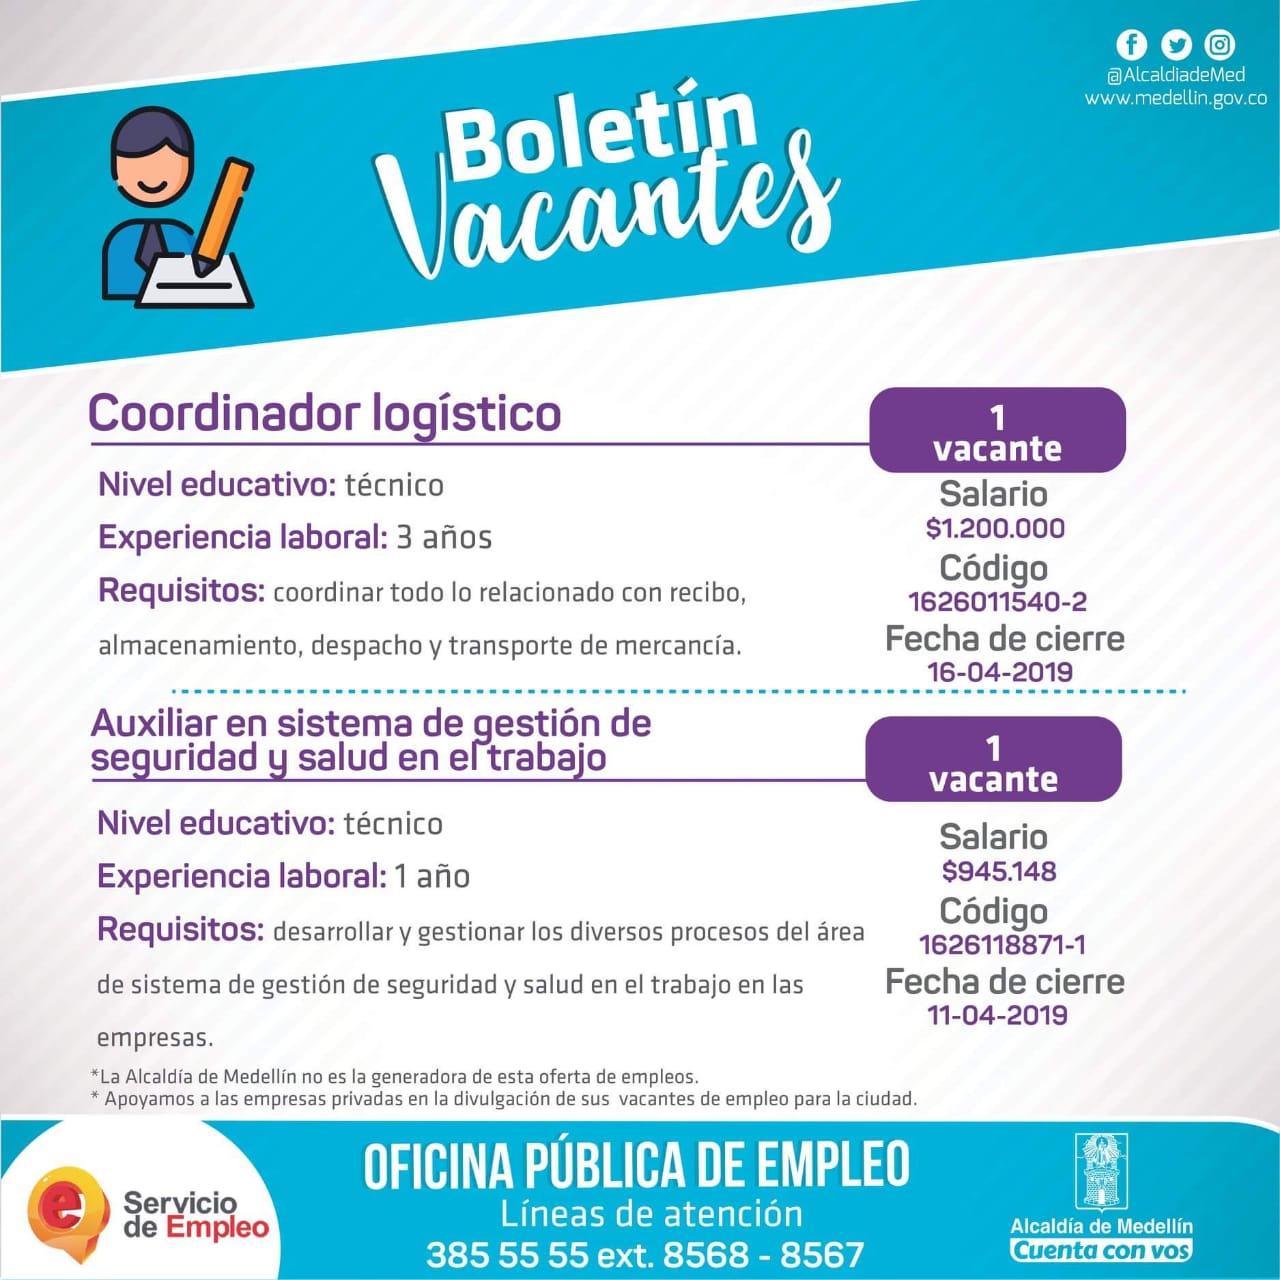 @AlcaldiadeMed
www.medellin.gov.co
Boletín
Vacantes
Coordinador logístico
1
vacante
Nivel educativo: técnico
Experiencia laboral: 3 años
Requisitos: coordinar todo lo relacionado con recibo,
almacenamiento, despacho y transporte de mercancía.
Salario
$1.200.000
Código
1626011540-2
Fecha de cierre
16-04-2019
Auxiliar en sistema de gestión de
seguridad y salud en el trabajo
1
vacante
Nivel educativo: técnico
Experiencia laboral: 1 año
Requisitos: desarrollar y gestionar los diversos procesos del área
de sistema de gestión de seguridad y salud en el trabajo en las
empresas.
Salario
$945.148
Código
1626118871-1
Fecha de cierre
11-04-2019
*La Alcaldía de Medellín no es la generadora de esta oferta de empleos.
* Apoyamos a las empresas privadas en la divulgación de sus vacantes de empleo para la ciudad.
e
Servicio
de Empleo
OFICINA PÚBLICA DE EMPLEO
Líneas de atención
385 55 55 ext. 8568 - 8567
Alcaldía de Medellín
Cuenta con vos